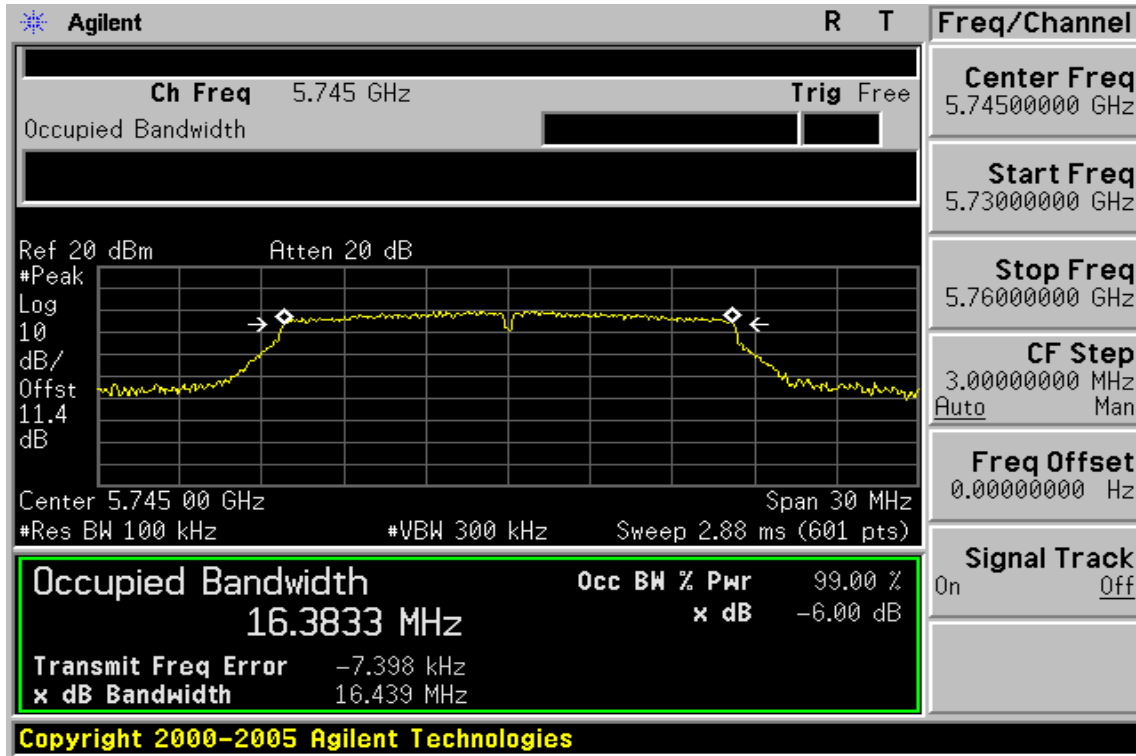 Agilent R T
Freq/Channel
Ch Freq 5.745 GHz Trig Free
Occupied Bandwidth
Ref 20 dBm Atten 20 dB
#Peak
Log
10
dB/
Offst
11.4
dB
Center 5.745 00 GHz Span 30 MHz
#Res BW 100 kHz #VBW 300 kHz Sweep 2.88 ms (601 pts)
Occupied Bandwidth Occ BW % Pwr 99.00 %
16.3833 MHz x dB -6.00 dB
Transmit Freq Error -7.398 kHz
x dB Bandwidth 16.439 MHz
Center Freq
5.74500000 GHz
Start Freq
5.73000000 GHz
Stop Freq
5.76000000 GHz
CF Step
3.00000000 MHz
Auto Man
Freq Offset
0.00000000 Hz
Signal Track
On Off
Copyright 2000-2005 Agilent Technologies